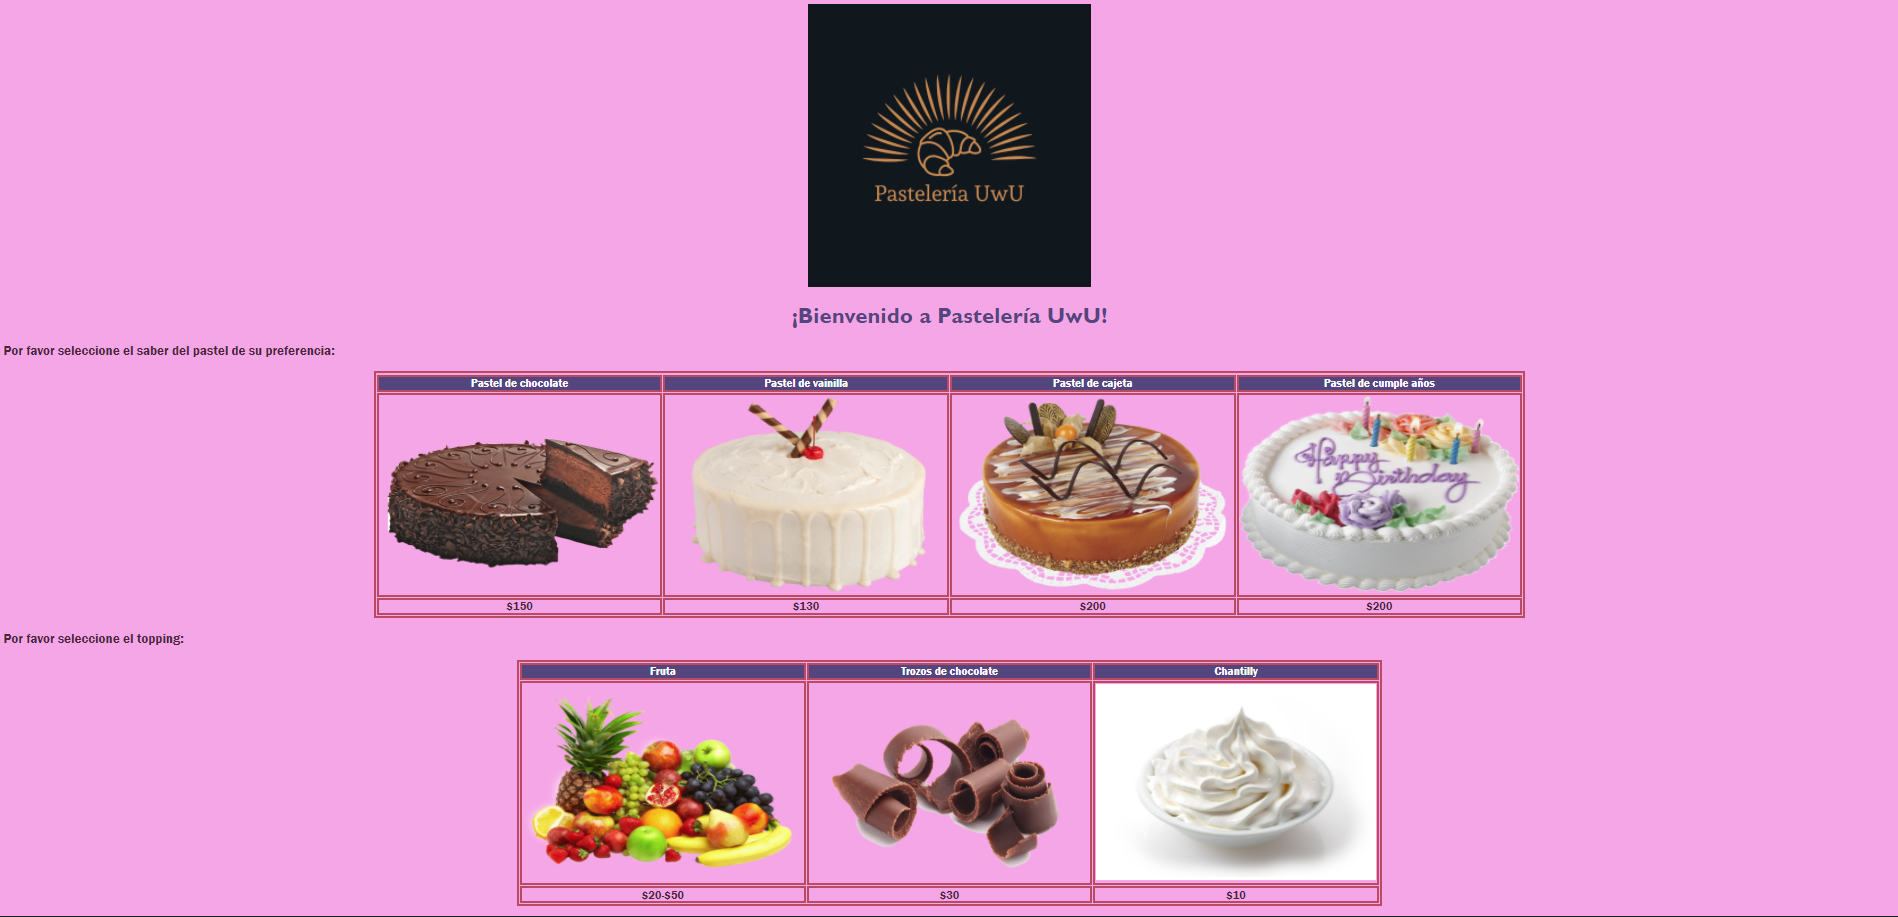 Pastelería UwU
¡Bienvenido a Pastelería UwU!
Por favor seleccione el saber del pastel de su preferencia:
Pastel de chocolate Pastel de vainilla Pastel de cajeta Pastel de cumple años
Happy
Birthday
$150 $130 $200 $200
Por favor seleccione el topping:
Fruta Trozos de chocolate Chantilly
$20-$50 $30 $10